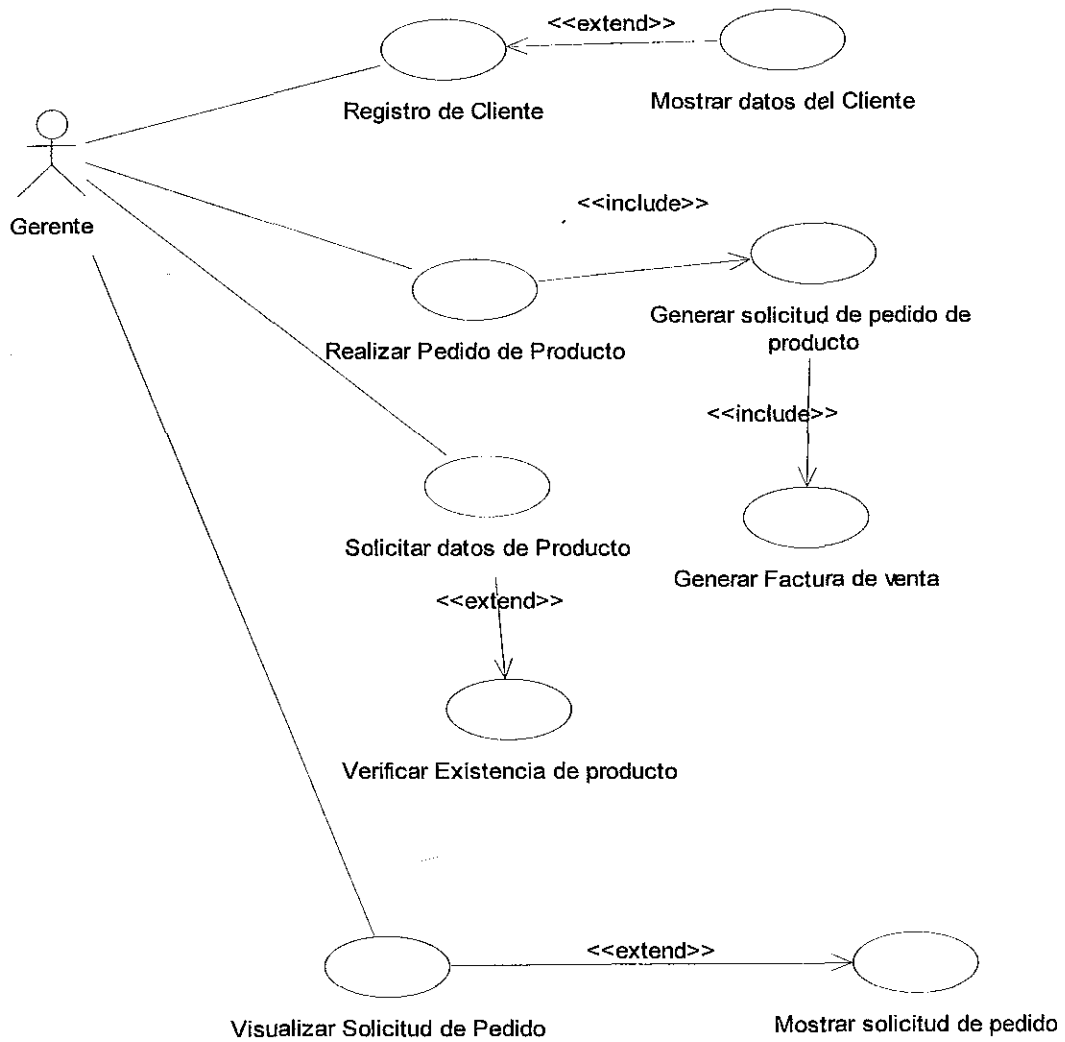 <<extend>>
Registro de Cliente
Mostrar datos del Cliente
Gerente
<<include>>
Generar solicitud de pedido de
producto
Realizar Pedido de Producto
<<include>>
Solicitar datos de Producto
Generar Factura de venta
<<extend>>
Verificar Existencia de producto
<<extend>>
Visualizar Solicitud de Pedido
Mostrar solicitud de pedido